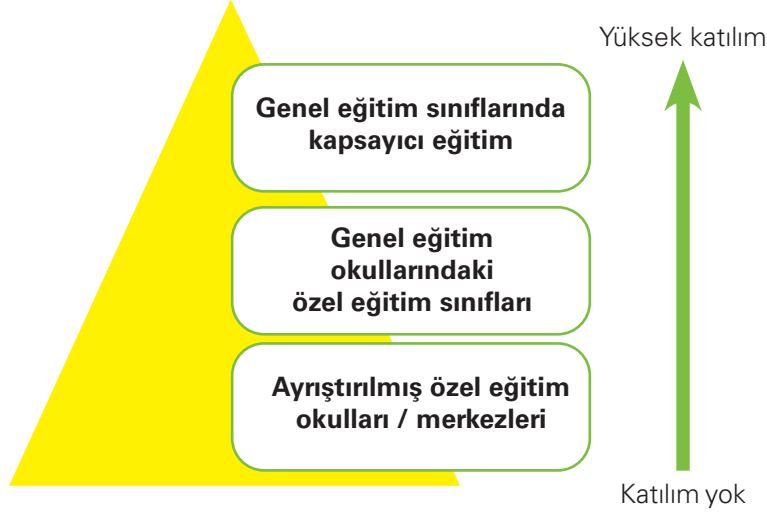 Yüksek katılım
Genel eğitim sınıflarında
kapsayıcı eğitim
Genel eğitim
okullarındaki
özel eğitim sınıfları
Ayrıştırılmış özel eğitim
okulları / merkezleri
Katılım yok